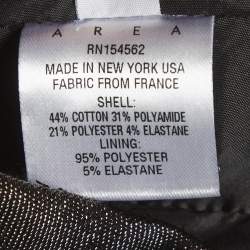 AREA
RN154562
MADE IN NEW YORK USA
FABRIC FROM FRANCE
SHELL:
44% COTTON 31% POLYAMIDE
21% POLYESTER 4% ELASTANE
LINING:
95% POLYESTER
5% ELASTANE